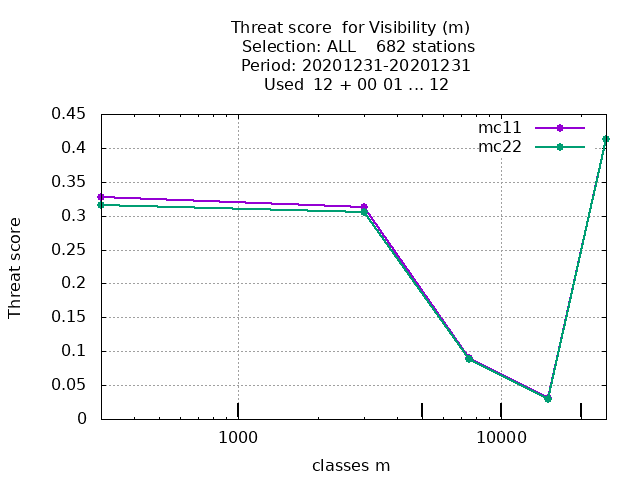 Threat score  for Visibility (m)
Selection: ALL    682 stations
Period: 20201231-20201231
Used  12 + 00 01 ... 12
mc11
mc22
0.45
0.4
0.35
0.3
0.25
0.2
0.15
0.1
0.05
0
Threat score
1000
10000
classes m